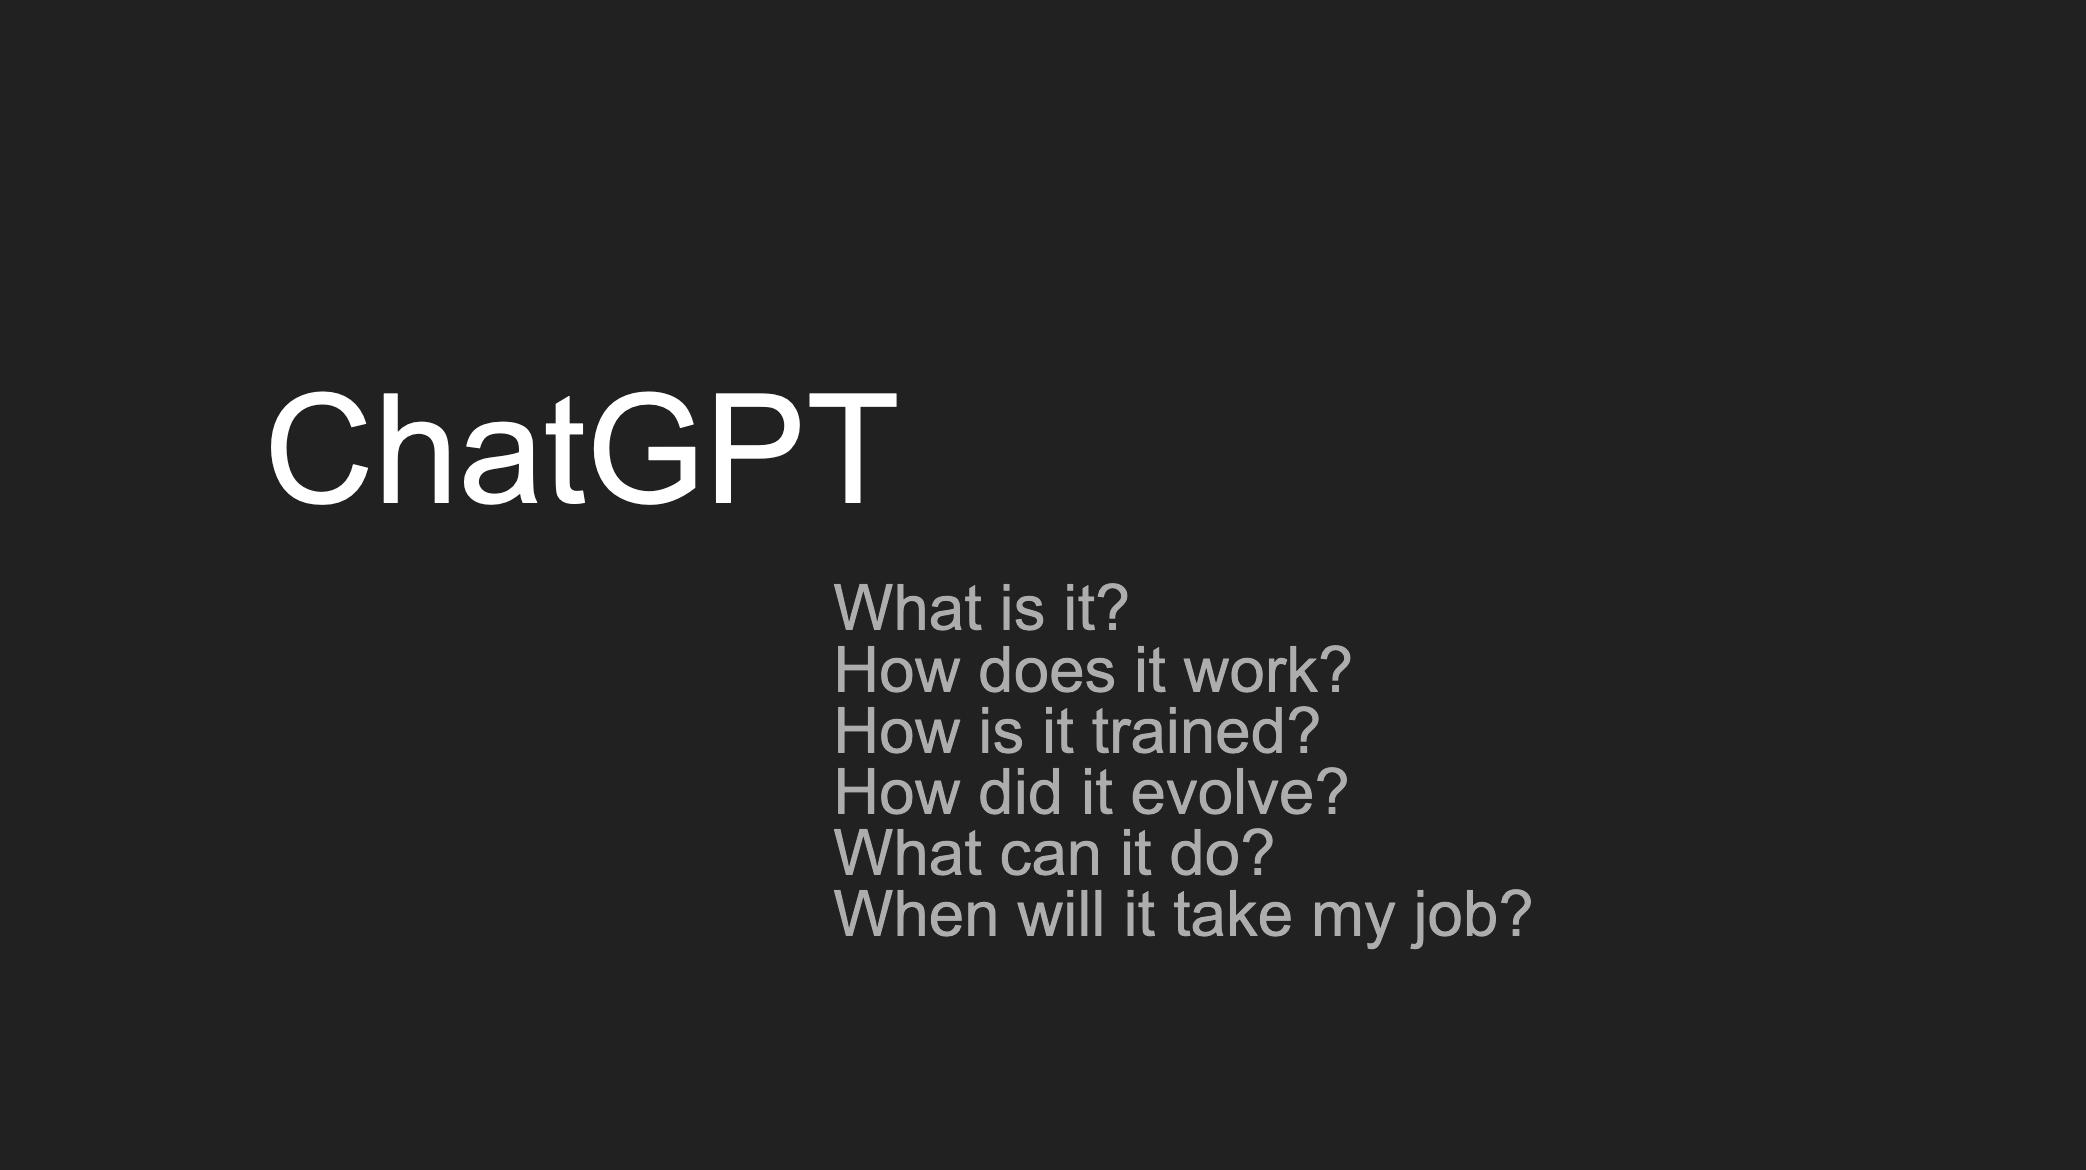 ChatGPT
What is it?
How does it work?
How is it trained?
How did it evolve?
What can it do?
When will it take my job?